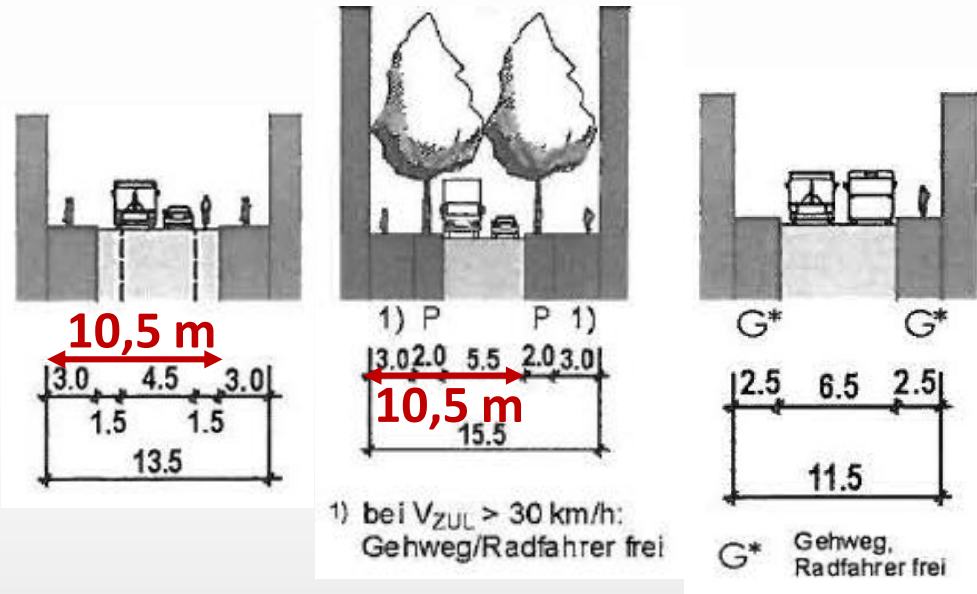 10,5 m
3.0 4.5 3.0
1.5 1.5
13.5
1) P P 1)
3.0 2.0 5.5 2.0 3.0
10,5 m
15.5
1) bei VZUL > 30 km/h:
Gehweg/Radfahrer frei
G* G*
2.5 6.5 2.5
11.5
G* Gehweg,
Radfahrer frei